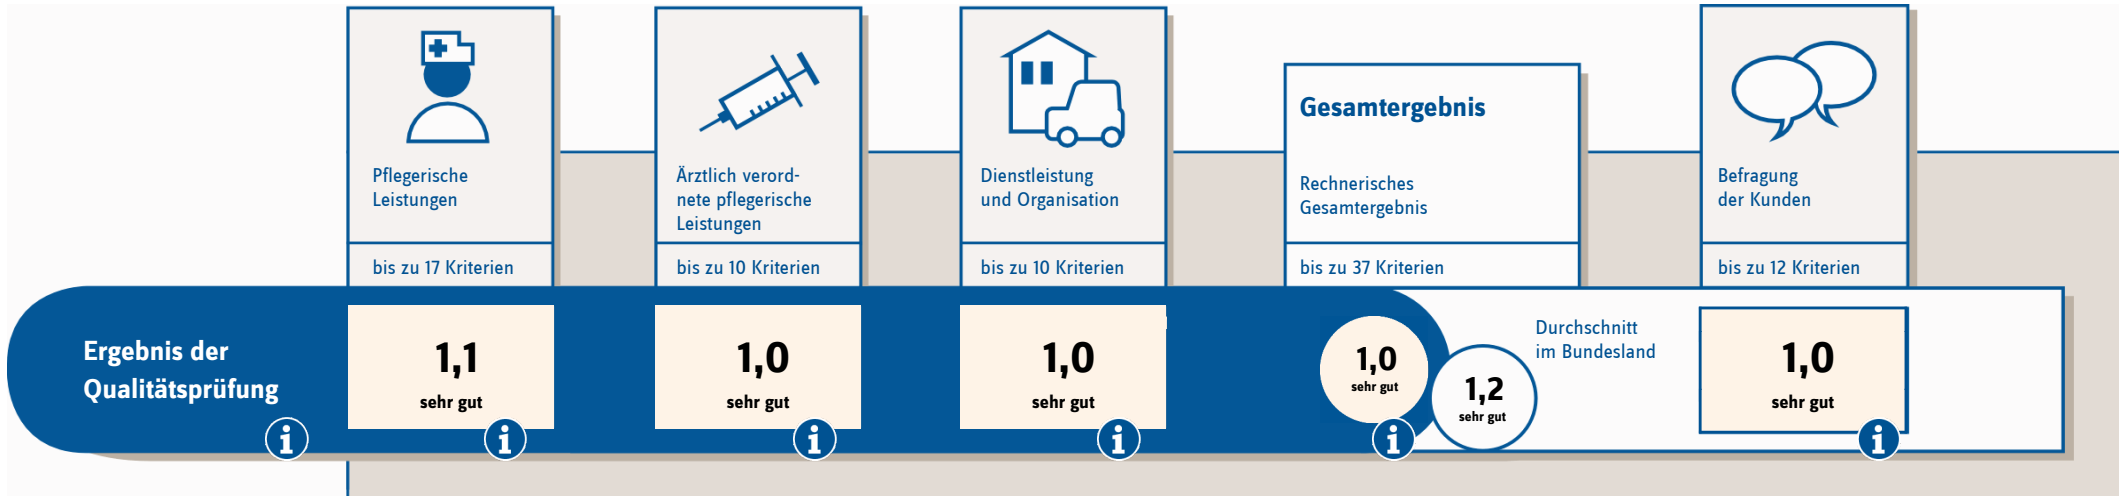 Pflegerische
Leistungen
bis zu 17 Kriterien
Ärztlich verord-
nete pflegerische
Leistungen
bis zu 10 Kriterien
Dienstleistung
und Organisation
bis zu 10 Kriterien
Gesamtergebnis
Rechnerisches
Gesamtergebnis
bis zu 37 Kriterien
Befragung
der Kunden
bis zu 12 Kriterien
Ergebnis der
Qualitätsprüfung
i
1,1
sehr gut
i
1,0
sehr gut
i
1,0
sehr gut
i
1,0
sehr gut
i
1,2
sehr gut
Durchschnitt
im Bundesland
1,0
sehr gut
i